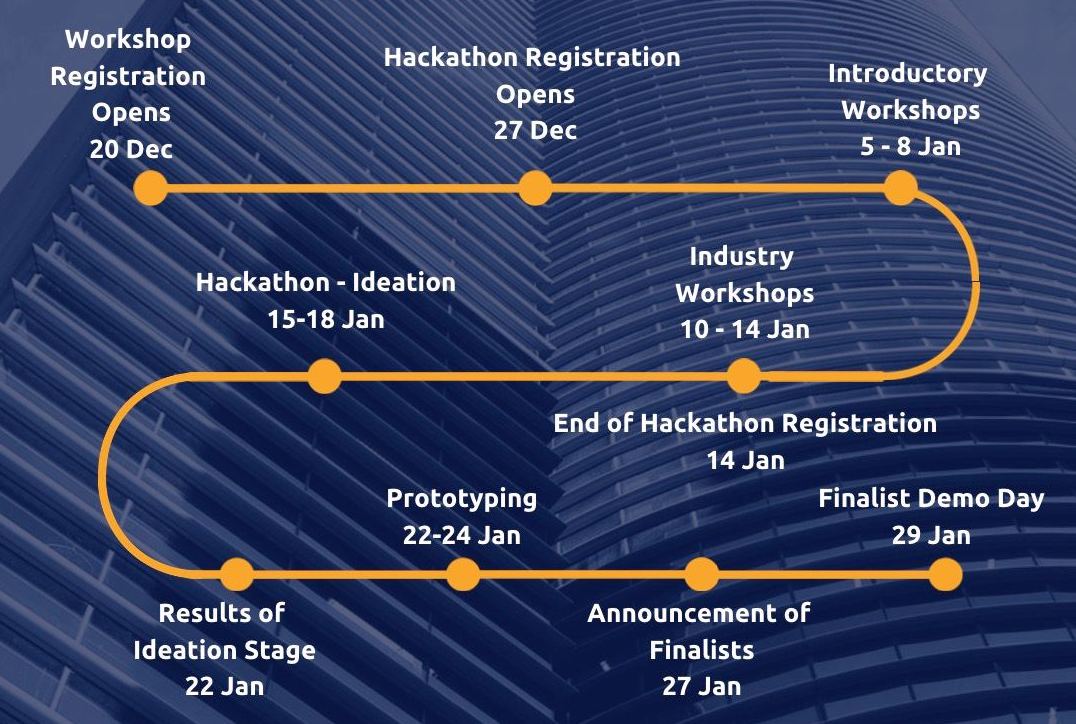 Workshop
Registration
Opens
20 Dec
Hackathon Registration
Opens
27 Dec
Introductory
Workshops
5 - 8 Jan
Industry
Workshops
10 - 14 Jan
End of Hackathon Registration
14 Jan
Hackathon - Ideation
15-18 Jan
Results of
Ideation Stage
22 Jan
Prototyping
22-24 Jan
Announcement of
Finalists
27 Jan
Finalist Demo Day
29 Jan